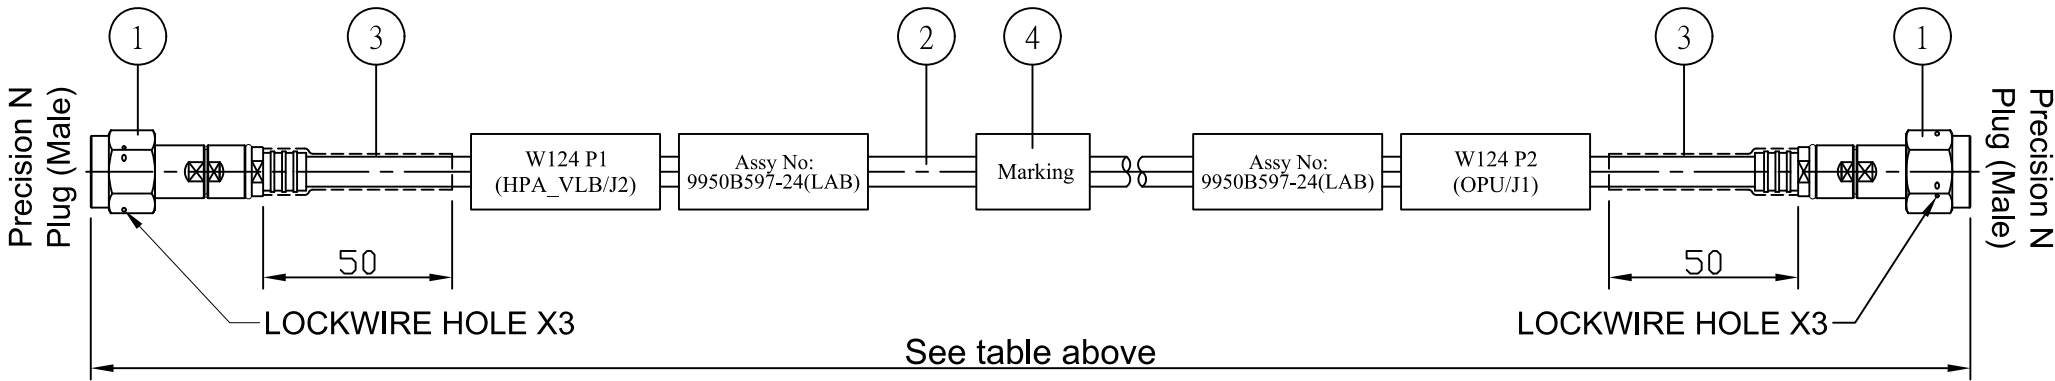 1
3
2
4
3
1
Precision N
Plug (Male)
W124 P1
(HPA_VLB/J2)
Assy No:
9950B597-24(LAB)
Marking
Assy No:
9950B597-24(LAB)
W124 P2
(OPU/J1)
Precision N
Plug (Male)
50
50
LOCKWIRE HOLE X3
LOCKWIRE HOLE X3
See table above